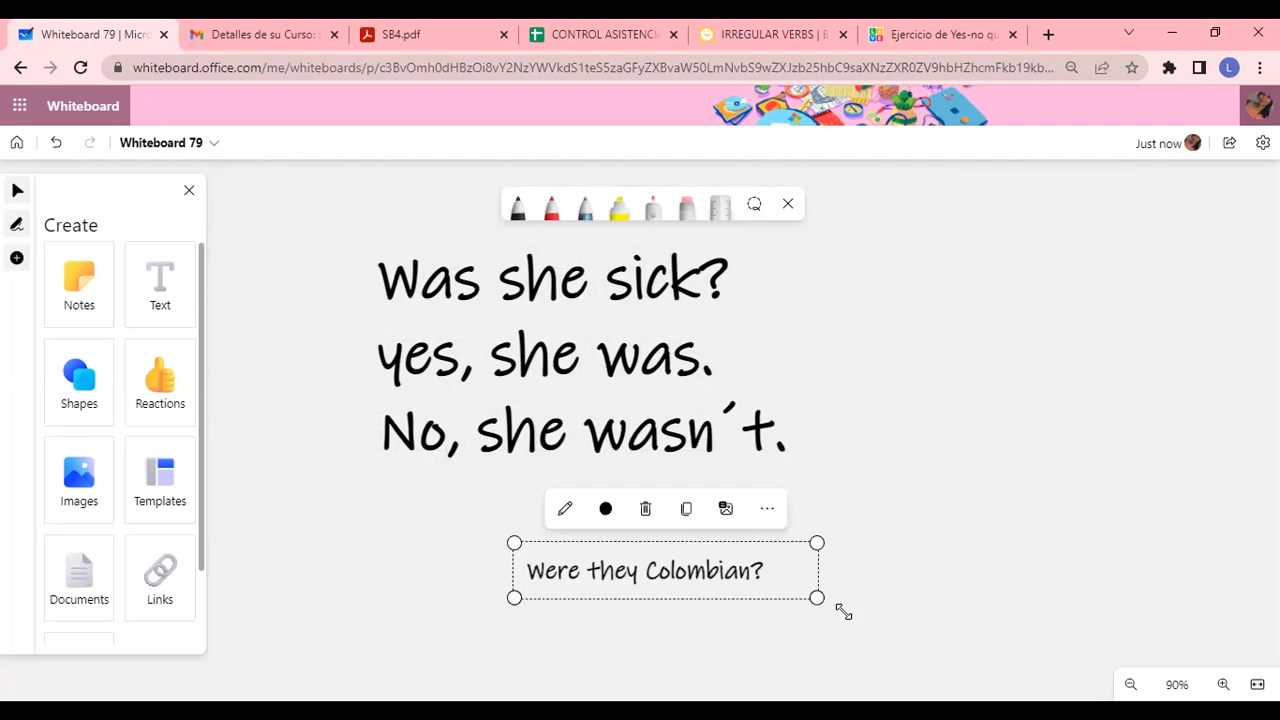 Whiteboard 79 | Micro
Detalles de su Curso:
SB4.pdf
CONTROL ASISTENCI
IRREGULAR VERBS | B
Ejercicio de Yes-no qu
L
Whiteboard
Whiteboard 79
Just now
Create
Notes
Text
Shapes
Reactions
Images
Templates
Documents
Links
Was she sick?
yes, she was.
No, she wasn´t.
Were they Colombian?
90%